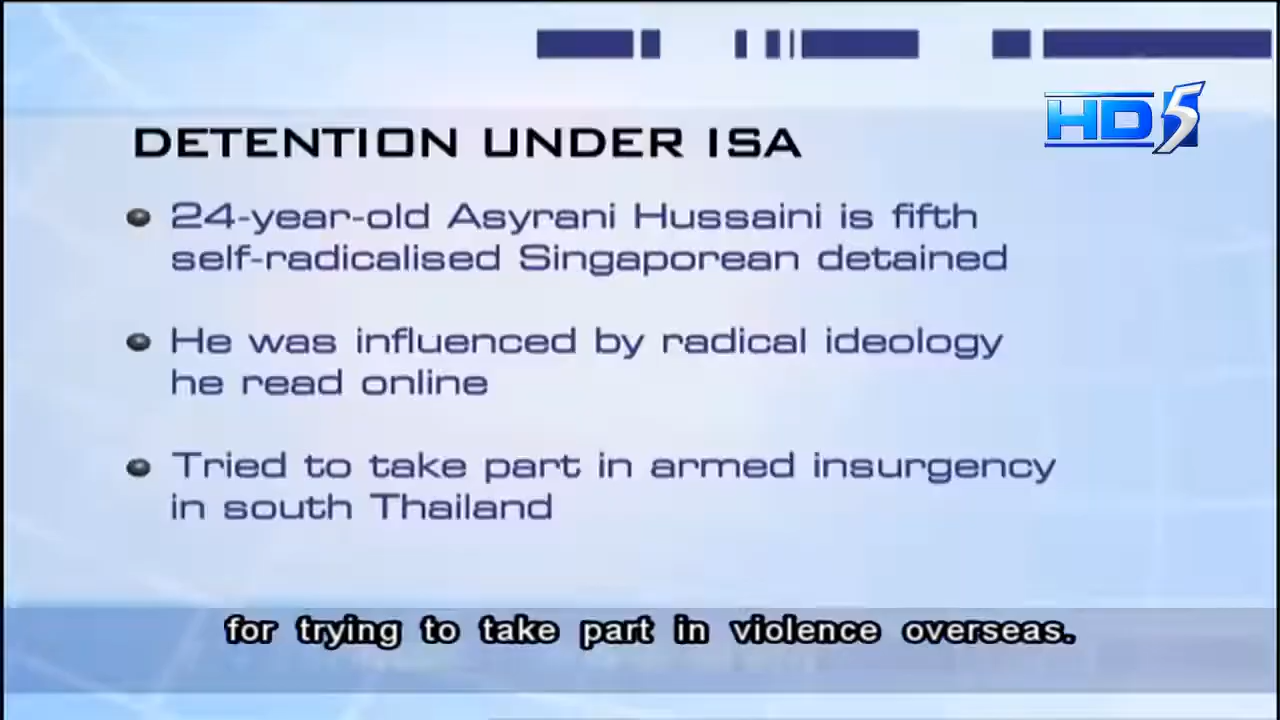 HD5
DETENTION UNDER ISA
24-year-old Asyrani Hussaini is fifth
self-radicalised Singaporean detained
He was influenced by radical ideology
he read online
Tried to take part in armed insurgency
in south Thailand
for trying to take part in violence overseas.